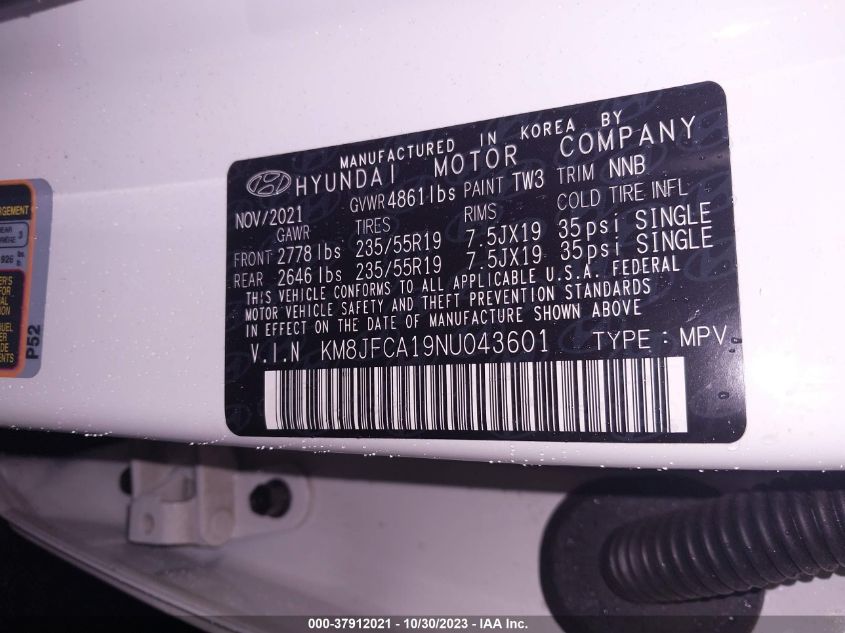 MANUFACTURED IN KOREA BY
HYUNDAI MOTOR COMPANY
NOV/2021 GVWR 4861 lbs PAINT TW3 TRIM NNB
GAWR TIRES RIMS COLD TIRE INFL
FRONT 2778 lbs 235/55R19 7.5JX19 35psi SINGLE
REAR 2646 lbs 235/55R19 7.5JX19 35psi SINGLE
THIS VEHICLE CONFORMS TO ALL APPLICABLE U.S.A. FEDERAL
MOTOR VEHICLE SAFETY AND THEFT PREVENTION STANDARDS
IN EFFECT ON THE DATE OF MANUFACTURE SHOWN ABOVE
V.I.N KM8JFCA19NU043601 TYPE : MPV
3
926 lbs.
P52
000-37912021 - 10/30/2023 - IAA Inc.